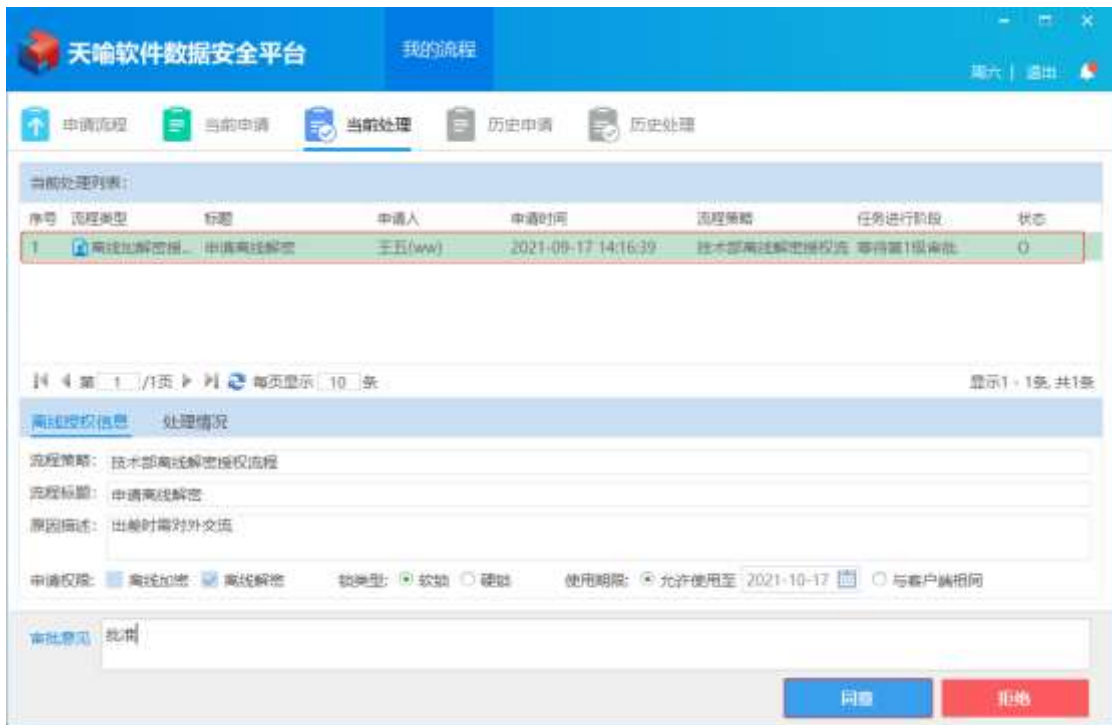 天喻软件数据安全平台 我的流程
周六 | 退出
申请流程 当前申请 当前处理 历史申请 历史处理
当前处理列表：
序号 流程类型 标题 申请人 申请时间 流程策略 任务进行阶段 状态
1 离线加解密授... 申请离线解密 王五(ww) 2021-09-17 14:16:39 技术部离线解密授权流 等待第1级审批
第 1 /1页 每页显示 10 条 显示1 - 1条, 共1条
离线授权信息 处理情况
流程策略： 技术部离线解密授权流程
流程标题： 申请离线解密
原因描述： 出差时需对外交流
申请权限: 离线加密 离线解密 锁类型: 软锁 硬锁 使用期限: 允许使用至 2021-10-17 与客户端相同
审批意见 批准
同意 拒绝